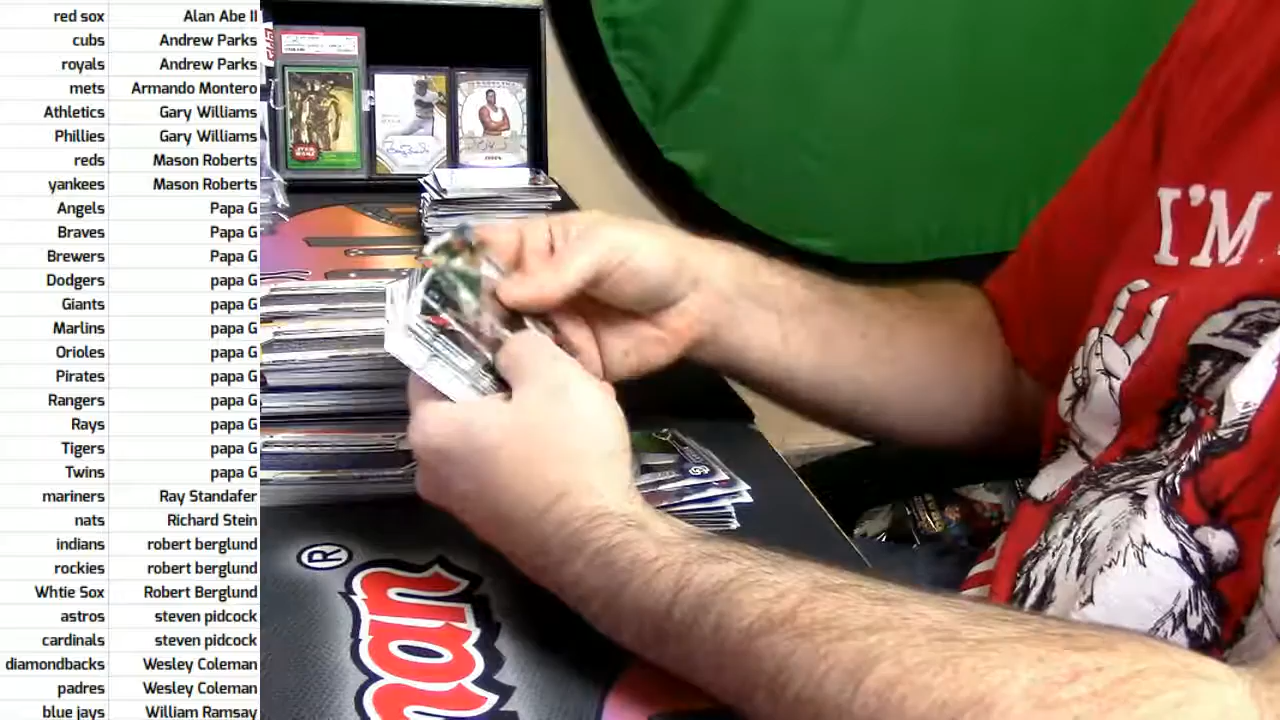 red sox Alan Abe II
cubs Andrew Parks
royals Andrew Parks
mets Armando Montero
Athletics Gary Williams
Phillies Gary Williams
reds Mason Roberts
yankees Mason Roberts
Angels Papa G
Braves Papa G
Brewers Papa G
Dodgers papa G
Giants papa G
Marlins papa G
Orioles papa G
Pirates papa G
Rangers papa G
Rays papa G
Tigers papa G
Twins papa G
mariners Ray Standafer
nats Richard Stein
indians robert berglund
rockies robert berglund
Whtie Sox Robert Berglund
astros steven pidcock
cardinals steven pidcock
diamondbacks Wesley Coleman
padres Wesley Coleman
blue jays William Ramsay
I'M
STAR WARS
®